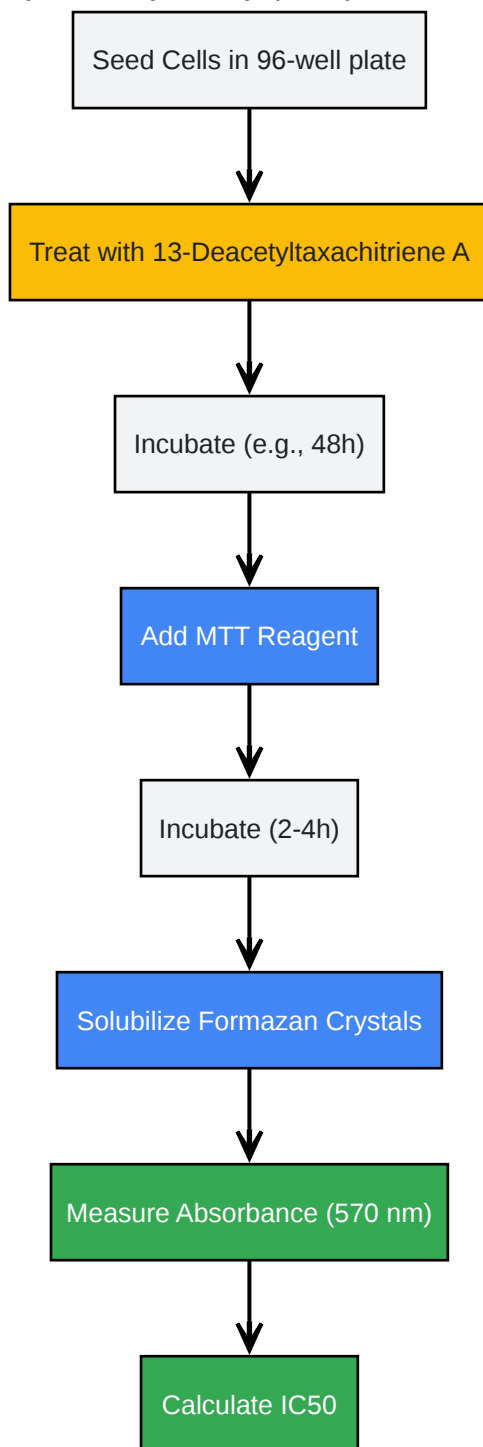 Seed Cells in 96-well plate
Treat with 13-Deacetyltaxachitriene A
Incubate (e.g., 48h)
Add MTT Reagent
Incubate (2-4h)
Solubilize Formazan Crystals
Measure Absorbance (570 nm)
Calculate IC50